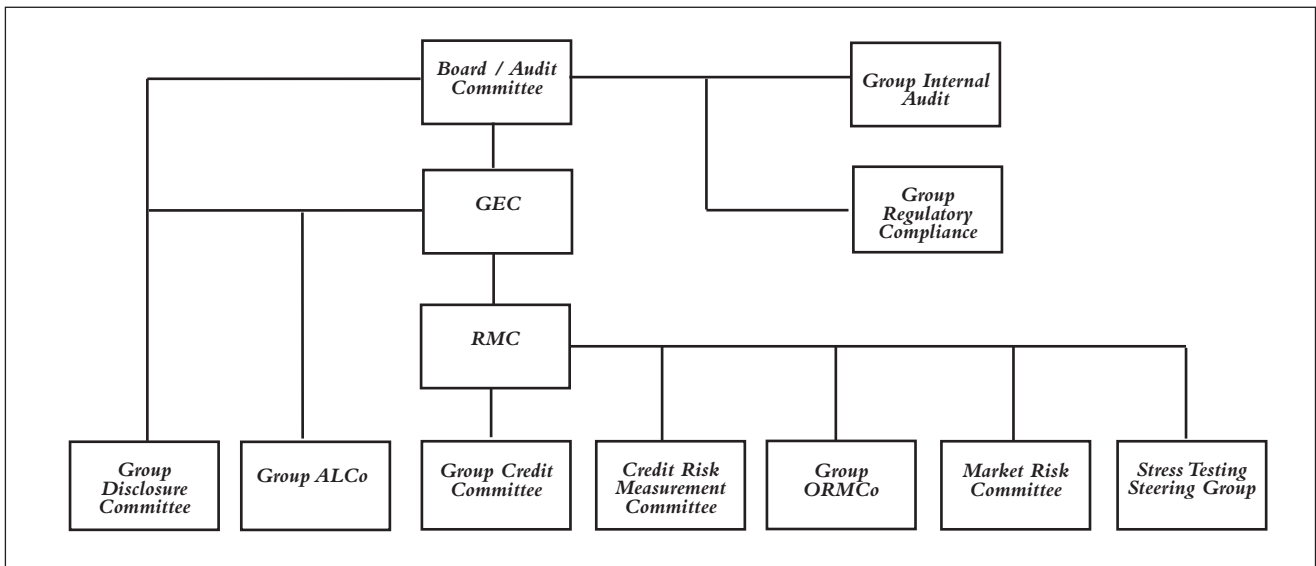 Board / Audit
Committee
Group Internal
Audit
GEC
Group
Regulatory
Compliance
RMC
Group
Disclosure
Committee
Group ALCo
Group Credit
Committee
Credit Risk
Measurement
Committee
Group
ORMCo
Market Risk
Committee
Stress Testing
Steering Group